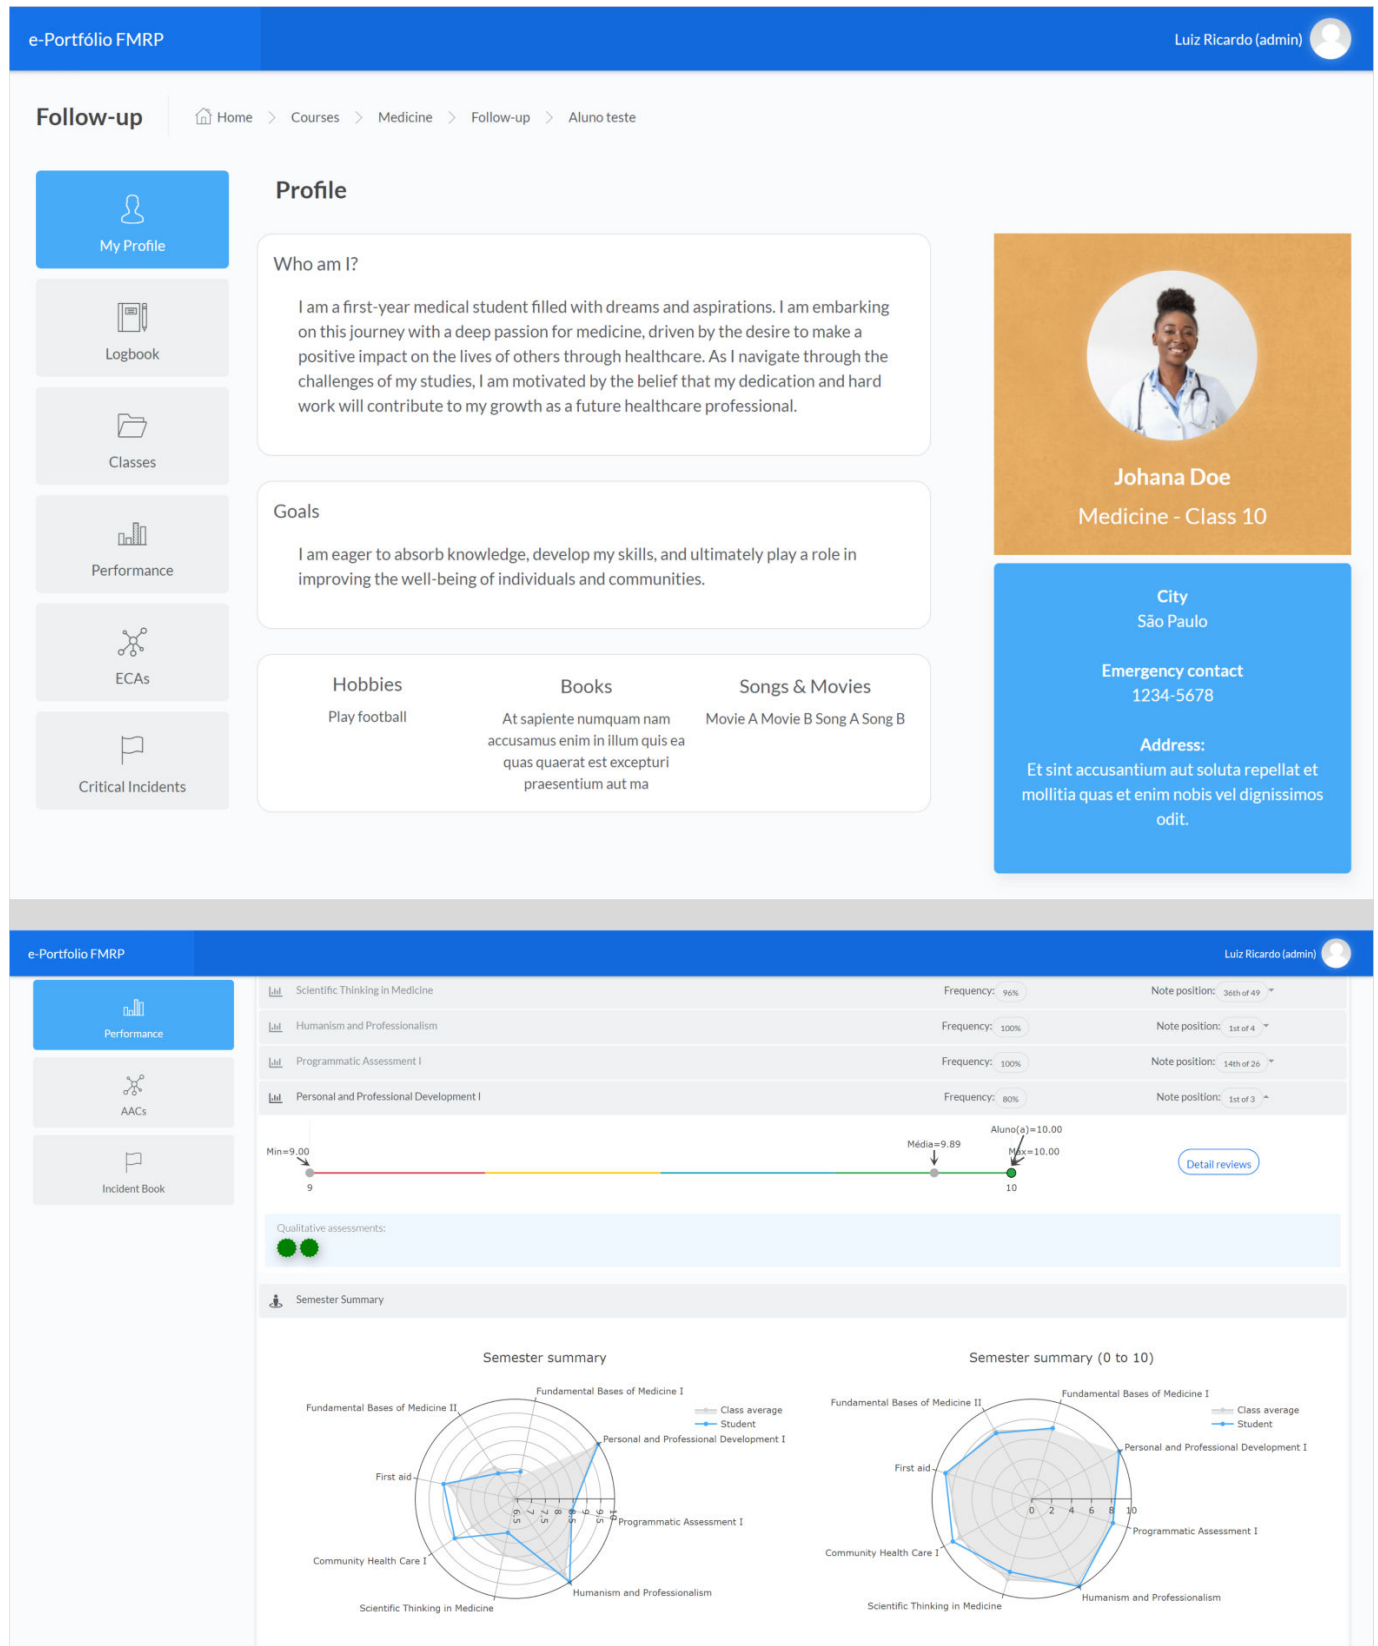 e-Portfólio FMRP
Luiz Ricardo (admin)
Follow-up
Home > Courses > Medicine > Follow-up > Aluno teste
My Profile
Logbook
Classes
Performance
ECAs
Critical Incidents
Profile
Who am I?
I am a first-year medical student filled with dreams and aspirations. I am embarking
on this journey with a deep passion for medicine, driven by the desire to make a
positive impact on the lives of others through healthcare. As I navigate through the
challenges of my studies, I am motivated by the belief that my dedication and hard
work will contribute to my growth as a future healthcare professional.
Goals
I am eager to absorb knowledge, develop my skills, and ultimately play a role in
improving the well-being of individuals and communities.
Hobbies
Play football
Books
At sapiente numquam nam
accusamus enim in illum quis ea
quas quaerat est excepturi
praesentium aut ma
Songs & Movies
Movie A Movie B Song A Song B
Johana Doe
Medicine - Class 10
City
São Paulo
Emergency contact
1234-5678
Address:
Et sint accusantium aut soluta repellat et
mollitia quas et enim nobis vel dignissimos
odit.
e-Portfolio FMRP
Luiz Ricardo (admin)
Performance
AACs
Incident Book
Scientific Thinking in Medicine Frequency: 96% Note position: 36th of 49
Humanism and Professionalism Frequency: 100% Note position: 1st of 4
Programmatic Assessment I Frequency: 100% Note position: 14th of 26
Personal and Professional Development I Frequency: 80% Note position: 1st of 3
Aluno(a)=10.00
Min=9.00
Média=9.89
Max=10.00
9
10
Detail reviews
Qualitative assessments:
Semester Summary
Semester summary
Fundamental Bases of Medicine I
Fundamental Bases of Medicine II
Class average
Student
Personal and Professional Development I
First aid
6.5 7 7.5 8 8.5 9 9.5 10
Programmatic Assessment I
Community Health Care I
Humanism and Professionalism
Scientific Thinking in Medicine
Semester summary (0 to 10)
Fundamental Bases of Medicine I
Fundamental Bases of Medicine II
Class average
Student
Personal and Professional Development I
First aid
0 2 4 6 8 10
Programmatic Assessment I
Community Health Care I
Humanism and Professionalism
Scientific Thinking in Medicine